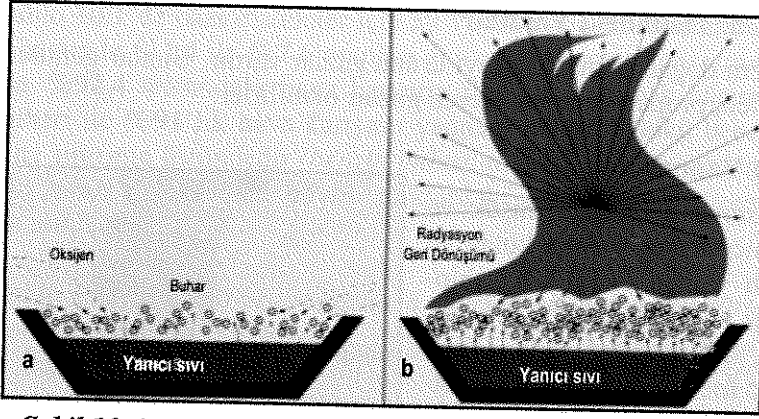 Oksijen
Buhar
a
Yanıcı sıvı
Radyasyon
Geri Dönüşümü
b
Yanıcı sıvı